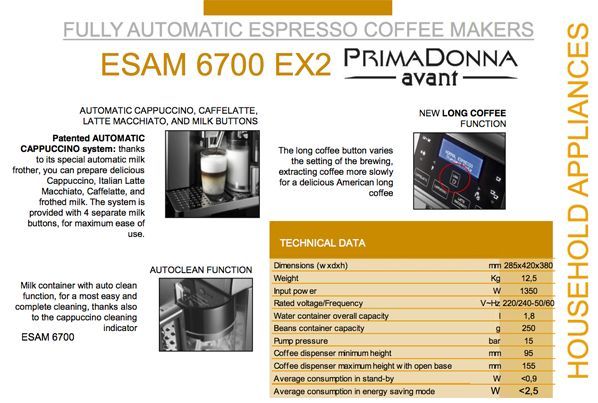 FULLY AUTOMATIC ESPRESSO COFFEE MAKERS
ESAM 6700 EX2 PRIMADONNA
avant
HOUSEHOLD APPLIANCES
AUTOMATIC CAPPUCCINO, CAFFELATTE,
LATTE MACCHIATO, AND MILK BUTTONS
Patented AUTOMATIC
CAPPUCCINO system: thanks
to its special automatic milk
frother, you can prepare delicious
Cappuccino, Italian Latte
Macchiato, Caffelatte, and
frothed milk. The system is
provided with 4 separate milk
buttons, for maximum ease of
use.
NEW LONG COFFEE
FUNCTION
The long coffee button varies
the setting of the brewing,
extracting coffee more slowly
for a delicious American long
coffee
AUTOCLEAN FUNCTION
Milk container with auto clean
function, for a most easy and
complete cleaning, thanks also
to the cappuccino cleaning
indicator
ESAM 6700
TECHNICAL DATA
Dimensions (wxdxh) mm 285x420x380
Weight Kg 12,5
Input power W 1350
Rated voltage/Frequency V~Hz 220/240-50/60
Water container overall capacity l 1,8
Beans container capacity g 250
Pump pressure bar 15
Coffee dispenser minimum height mm 95
Coffee dispenser maximum height with open base mm 155
Average consumption in stand-by W <0,9
Average consumption in energy saving mode W <2,5